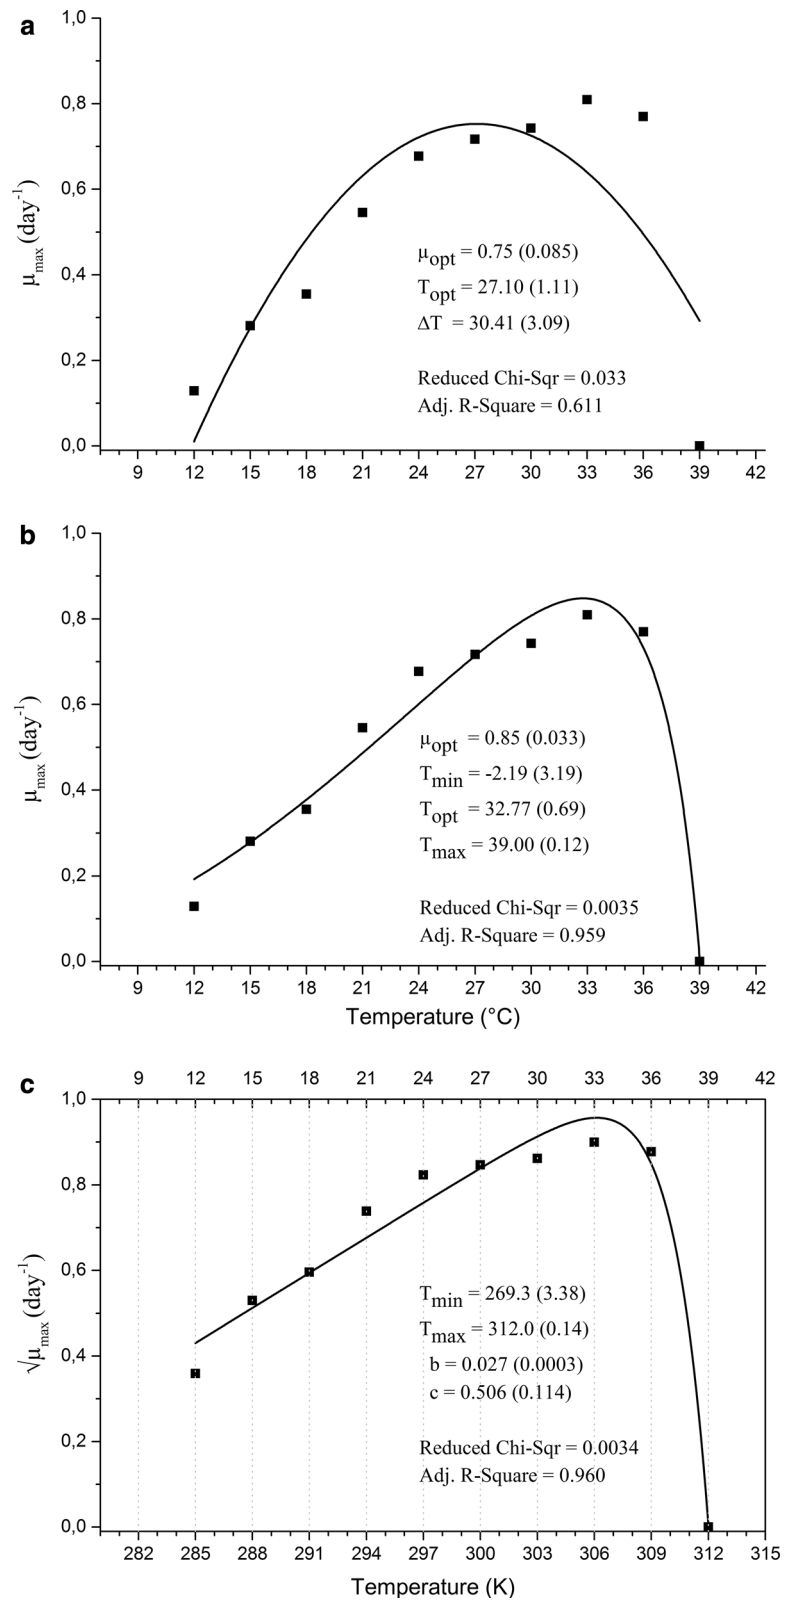 a
1,0
0,8
0,6
0,4
0,2
0,0
μmax (day-1)
μopt = 0.75 (0.085)
Topt = 27.10 (1.11)
ΔT = 30.41 (3.09)
Reduced Chi-Sqr = 0.033
Adj. R-Square = 0.611
9 12 15 18 21 24 27 30 33 36 39 42
b
1,0
0,8
0,6
0,4
0,2
0,0
μmax (day-1)
μopt = 0.85 (0.033)
Tmin = -2.19 (3.19)
Topt = 32.77 (0.69)
Tmax = 39.00 (0.12)
Reduced Chi-Sqr = 0.0035
Adj. R-Square = 0.959
9 12 15 18 21 24 27 30 33 36 39 42
Temperature (°C)
c
9 12 15 18 21 24 27 30 33 36 39 42
1,0
0,8
0,6
0,4
0,2
0,0
√μmax (day-1)
Tmin = 269.3 (3.38)
Tmax = 312.0 (0.14)
b = 0.027 (0.0003)
c = 0.506 (0.114)
Reduced Chi-Sqr = 0.0034
Adj. R-Square = 0.960
282 285 288 291 294 297 300 303 306 309 312 315
Temperature (K)